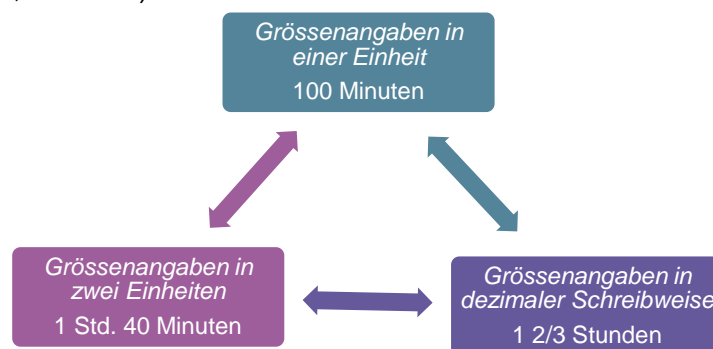 Grössenangaben in
einer Einheit
100 Minuten
Grössenangaben in
zwei Einheiten
1 Std. 40 Minuten
Grössenangaben in
dezimaler Schreibweise
1 2/3 Stunden